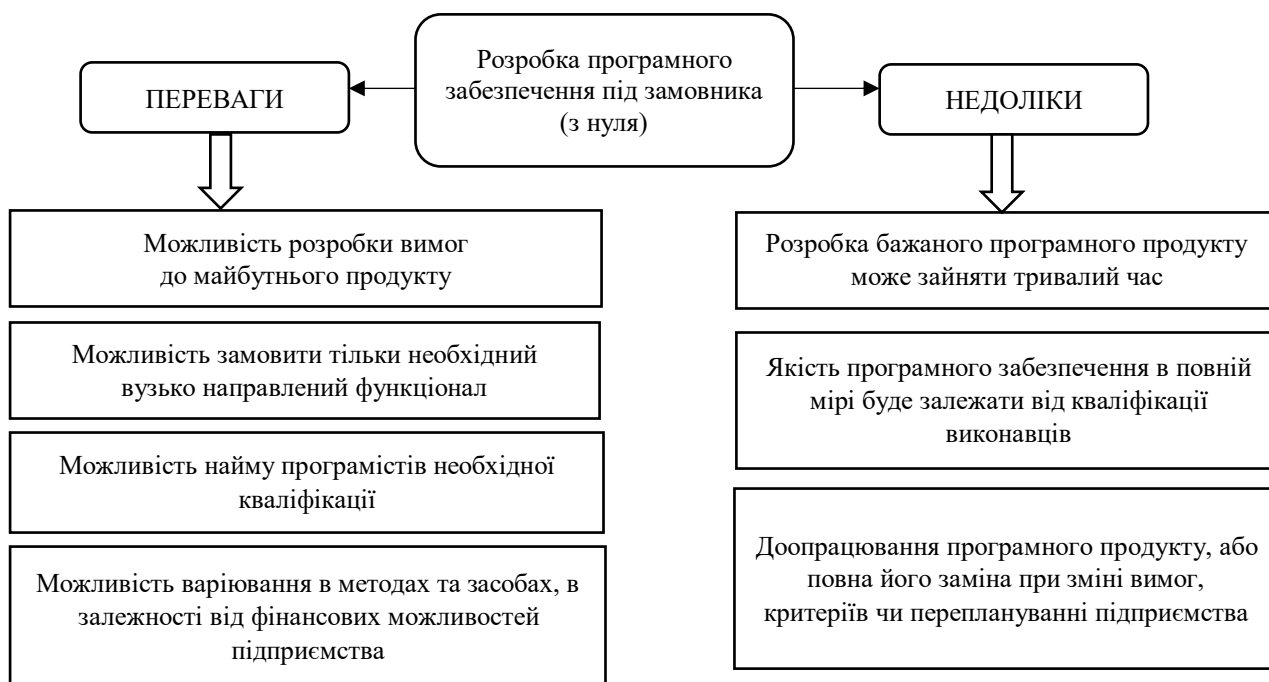 Розробка програмного
забезпечення під замовника
(з нуля)
ПЕРЕВАГИ
НЕДОЛІКИ
Можливість розробки вимог
до майбутнього продукту
Можливість замовити тільки необхідний
вузько направлений функціонал
Можливість найму програмістів необхідної
кваліфікації
Можливість варіювання в методах та засобах, в
залежності від фінансових можливостей
підприємства
Розробка бажаного програмного продукту
може зайняти тривалий час
Якість програмного забезпечення в повній
мірі буде залежати від кваліфікації
виконавців
Доопрацювання програмного продукту, або
повна його заміна при зміні вимог,
критеріїв чи переплануванні підприємства